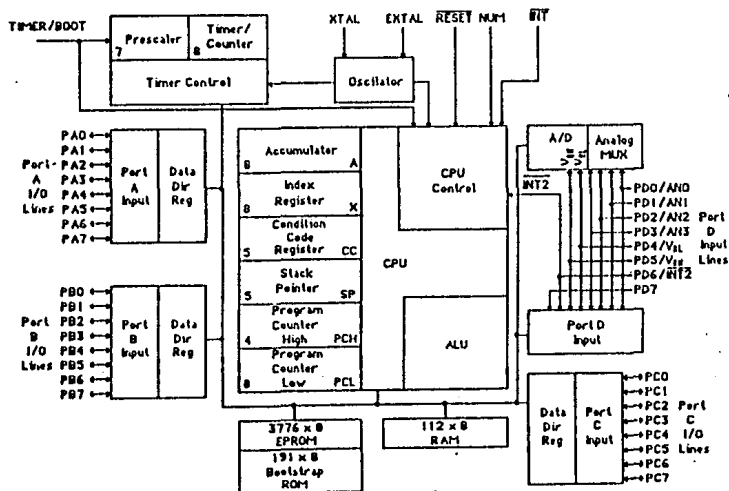 TIMER/BOOT
Prescaler
7
Timer/
Counter
8
Timer Control
XTAL
EXTAL
RESET
NUM
INT
Oscilator
PA0
PA1
PA2
PA3
PA4
PA5
PA6
PA7
Port
A
I/O
Lines
Port
A
Input
Data
Dir
Reg
PB0
PB1
PB2
PB3
PB4
PB5
PB6
PB7
Port
B
I/O
Lines
Port
B
Input
Data
Dir
Reg
Accumulator
8 A
Index
Register
8 X
Condition
Code
Register
5 CC
Stack
Pointer
5 SP
Program
Counter
High
4 PCH
Program
Counter
Low
8 PCL
CPU
CPU
Control
ALU
INT2
A/D
VRH
VRL
Analog
MUX
PD0/AN0
PD1/AN1
PD2/AN2
PD3/AN3
PD4/VRL
PD5/VRH
PD6/INT2
PD7
Port
D
Input
Lines
Port D
Input
3776 x 8
EPROM
191 x 8
Bootstrap
ROM
112 x 8
RAM
Data
Dir
Reg
Port
C
Input
PC0
PC1
PC2
PC3
PC4
PC5
PC6
PC7
Port
C
I/O
Lines